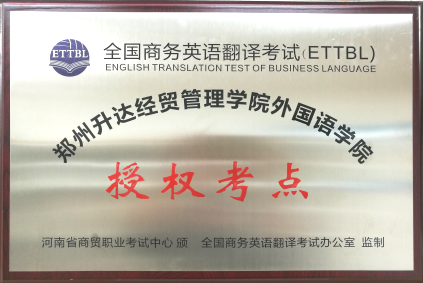 ETTBL
全国商务英语翻译考试(ETTBL)
ENGLISH TRANSLATION TEST OF BUSINESS LANGUAGE
郑州升达经贸管理学院外国语学院
授权考点
河南省商贸职业考试中心 颁 全国商务英语翻译考试办公室 监制